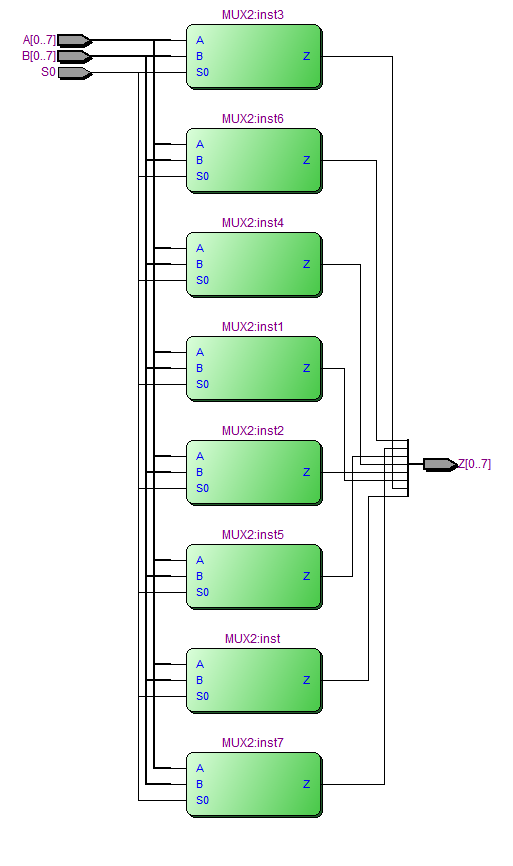 MUX2:inst3
A[0..7] A
B[0..7] B Z
S0 S0
MUX2:inst6
A
B Z
S0
MUX2:inst4
A
B Z
S0
MUX2:inst1
A
B Z
S0
MUX2:inst2
A
B Z
Z[0..7]
S0
MUX2:inst5
A
B Z
S0
MUX2:inst
A
B Z
S0
MUX2:inst7
A
B Z
S0